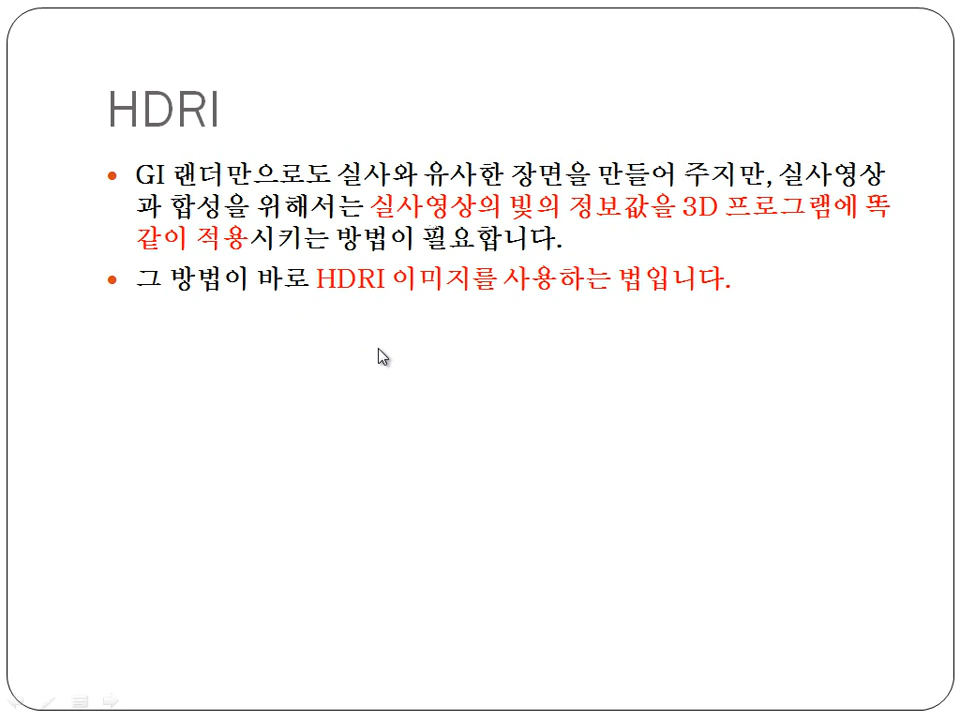 HDRI
GI 랜더만으로도 실사와 유사한 장면을 만들어 주지만, 실사영상
과 합성을 위해서는 실사영상의 빛의 정보값을 3D 프로그램에 똑
같이 적용시키는 방법이 필요합니다.
그 방법이 바로 HDRI 이미지를 사용하는 법입니다.